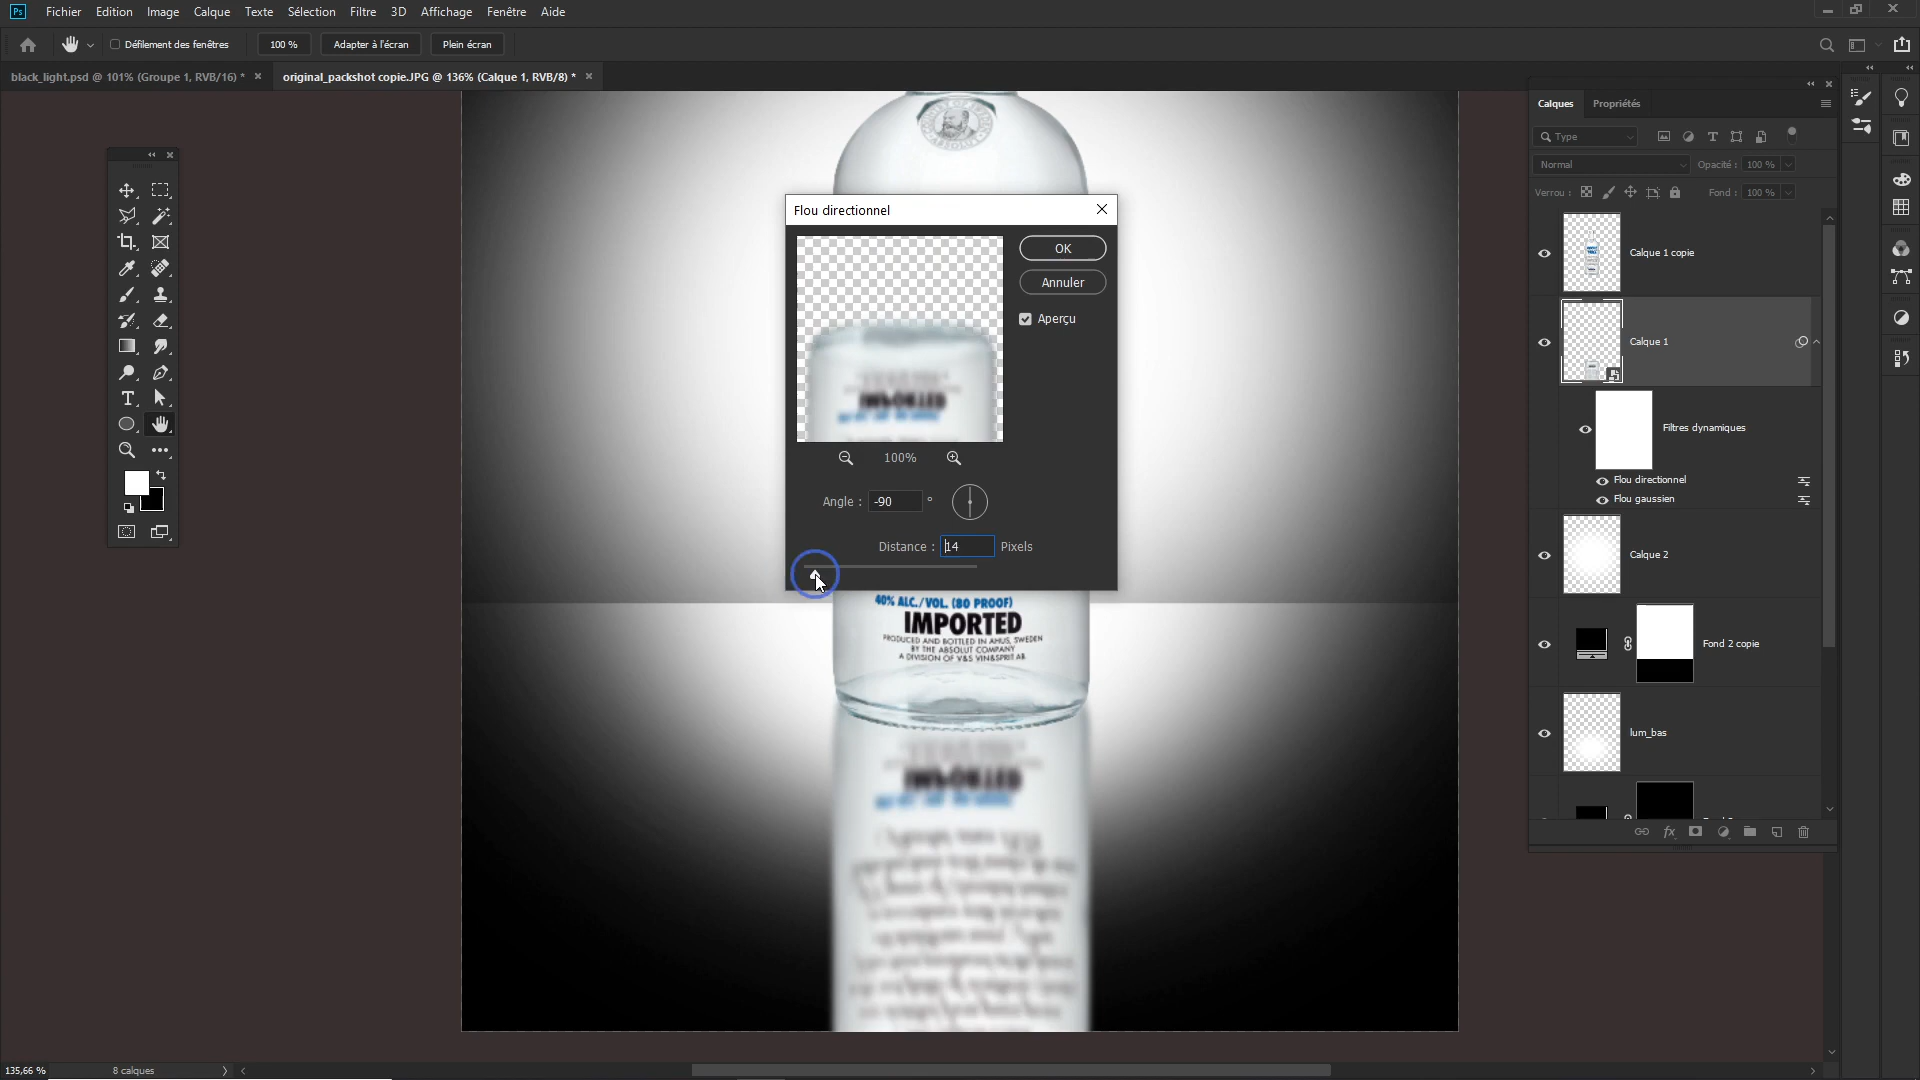 Ps Fichier Edition Image Calque Texte Sélection Filtre 3D Affichage Fenêtre Aide
Défilement des fenêtres 100 % Adapter à l'écran Plein écran
black_light.psd @ 101% (Groupe 1, RVB/16) * × original_packshot copie.JPG @ 136% (Calque 1, RVB/8) * ×
Calques Propriétés
Type
Normal Opacité : 100 %
Verrou : Fond : 100 %
Calque 1 copie
Calque 1
Filtres dynamiques
Flou directionnel
Flou gaussien
Calque 2
Fond 2 copie
lum_bas
Flou directionnel
OK
Annuler
Aperçu
100%
Angle : -90 °
Distance : 14 Pixels
40% ALC./VOL. (80 PROOF)
IMPORTED
PRODUCED AND BOTTLED IN AHUS, SWEDEN
BY THE ABSOLUT COMPANY
A DIVISION OF V&S VIN&SPRIT AB
135,66 % 8 calques